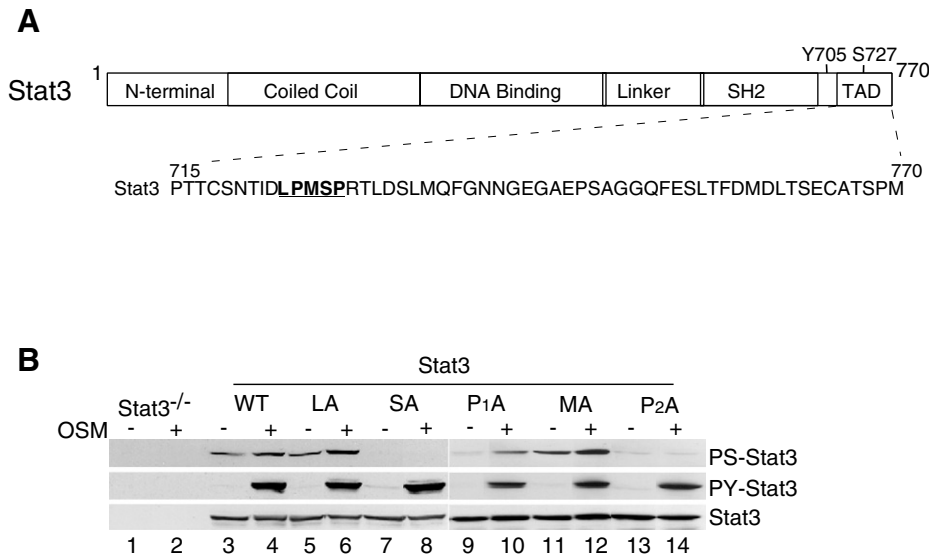 A
Y705 S727
1 770
Stat3 N-terminal Coiled Coil DNA Binding Linker SH2 TAD
715 770
Stat3 PTTCSNTIDLPMSPRTLDSLMQFGNNGEGAEPSAGGQFESLTFDMDLTSECATSPM
B
Stat3
Stat3-/- WT LA SA P1A MA P2A
OSM - + - + - + - + - + - + - +
PS-Stat3
PY-Stat3
Stat3
1 2 3 4 5 6 7 8 9 10 11 12 13 14